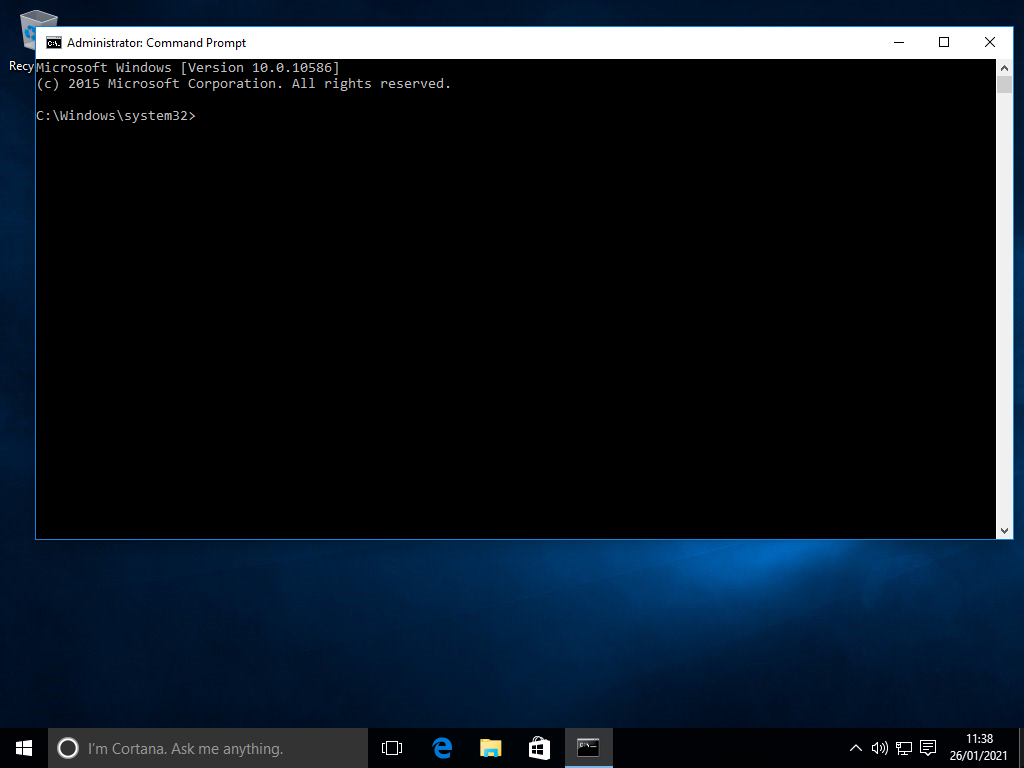 Administrator: Command Prompt
Recy
Microsoft Windows [Version 10.0.10586]
(c) 2015 Microsoft Corporation. All rights reserved.
C:\Windows\system32>
I'm Cortana. Ask me anything.
11:38
26/01/2021